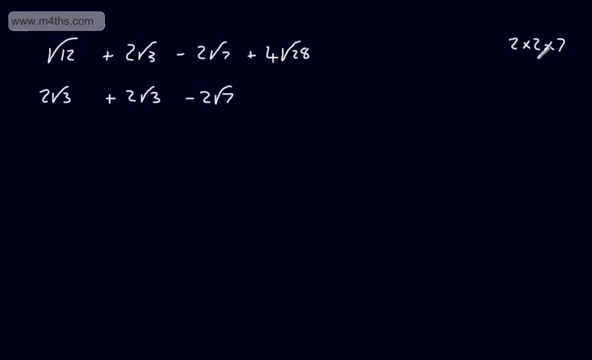 www.m4ths.com
√12 + 2√3 - 2√7 + 4√28
2×2×7
2√3 + 2√3 - 2√7